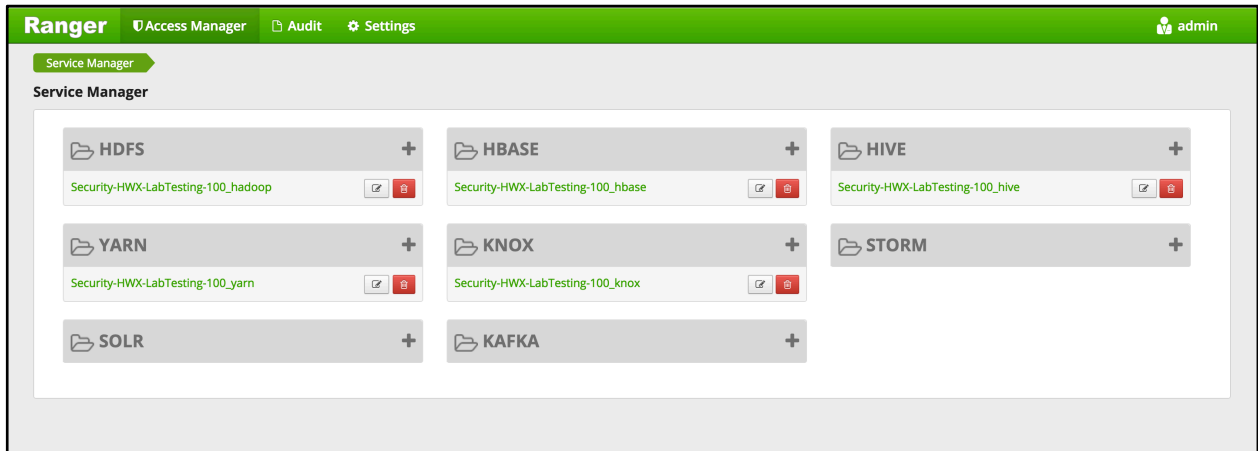 Ranger Access Manager Audit Settings admin
Service Manager
Service Manager
HDFS HBASE HIVE
Security-HWX-LabTesting-100_hadoop Security-HWX-LabTesting-100_hbase Security-HWX-LabTesting-100_hive
YARN KNOX STORM
Security-HWX-LabTesting-100_yarn Security-HWX-LabTesting-100_knox
SOLR KAFKA